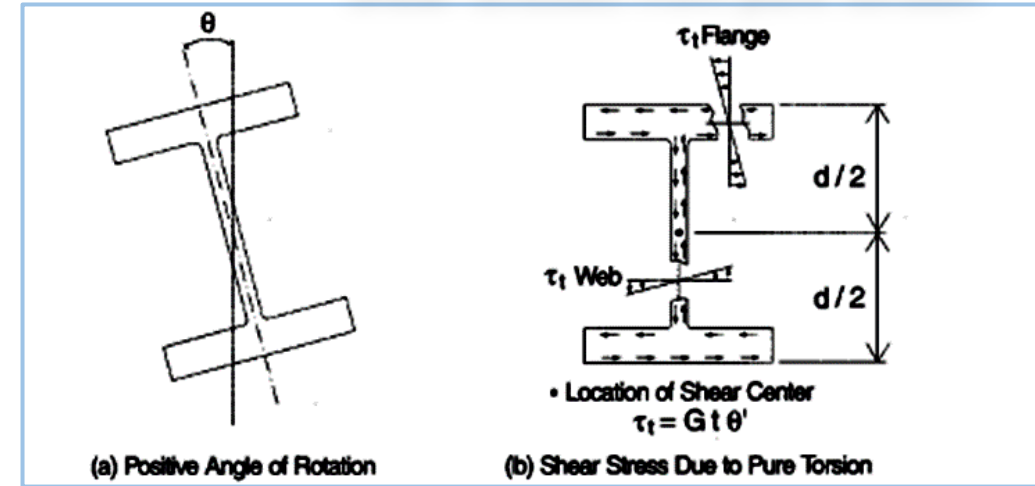 θ
τt Flange
d/2
τt Web
d/2
• Location of Shear Center
τt = G t θ'
(a) Positive Angle of Rotation
(b) Shear Stress Due to Pure Torsion